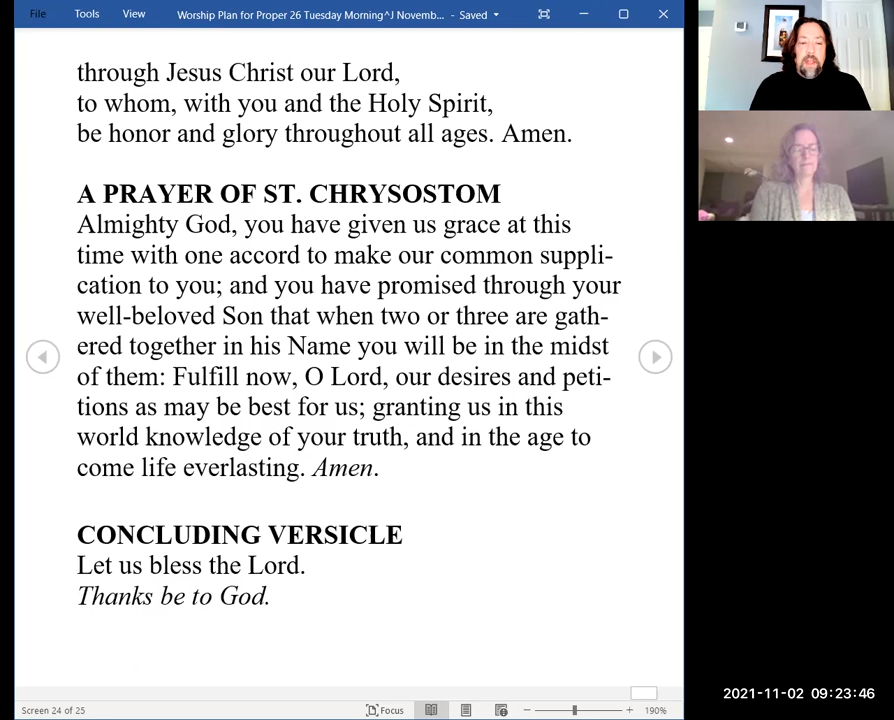 File Tools View Worship Plan for Proper 26 Tuesday Morning^J Novemb... - Saved
through Jesus Christ our Lord,
to whom, with you and the Holy Spirit,
be honor and glory throughout all ages. Amen.
A PRAYER OF ST. CHRYSOSTOM
Almighty God, you have given us grace at this
time with one accord to make our common suppli-
cation to you; and you have promised through your
well-beloved Son that when two or three are gath-
ered together in his Name you will be in the midst
of them: Fulfill now, O Lord, our desires and peti-
tions as may be best for us; granting us in this
world knowledge of your truth, and in the age to
come life everlasting. Amen.
CONCLUDING VERSICLE
Let us bless the Lord.
Thanks be to God.
2021-11-02 09:23:46
Screen 24 of 25 Focus 190%